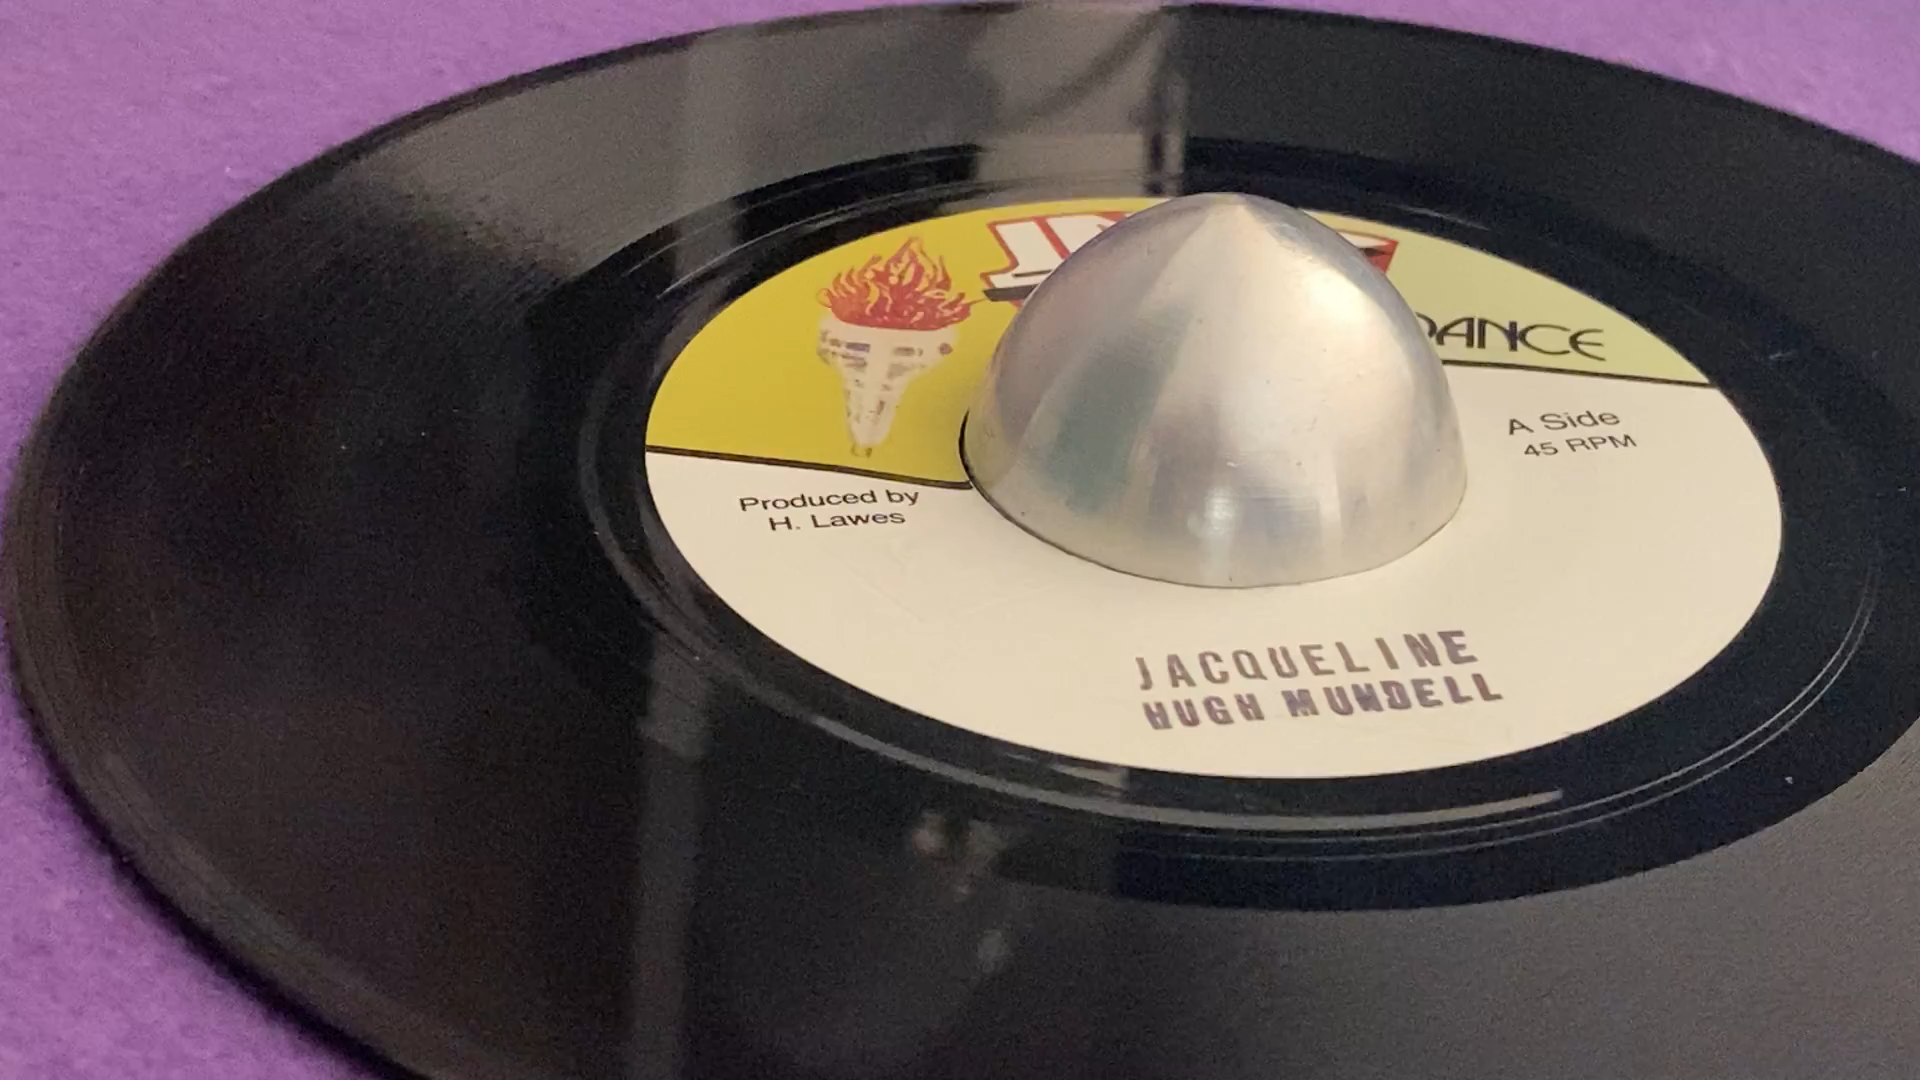 DANCE
A Side
45 RPM
Produced by
H. Lawes
JACQUELINE
HUGH MUNDELL